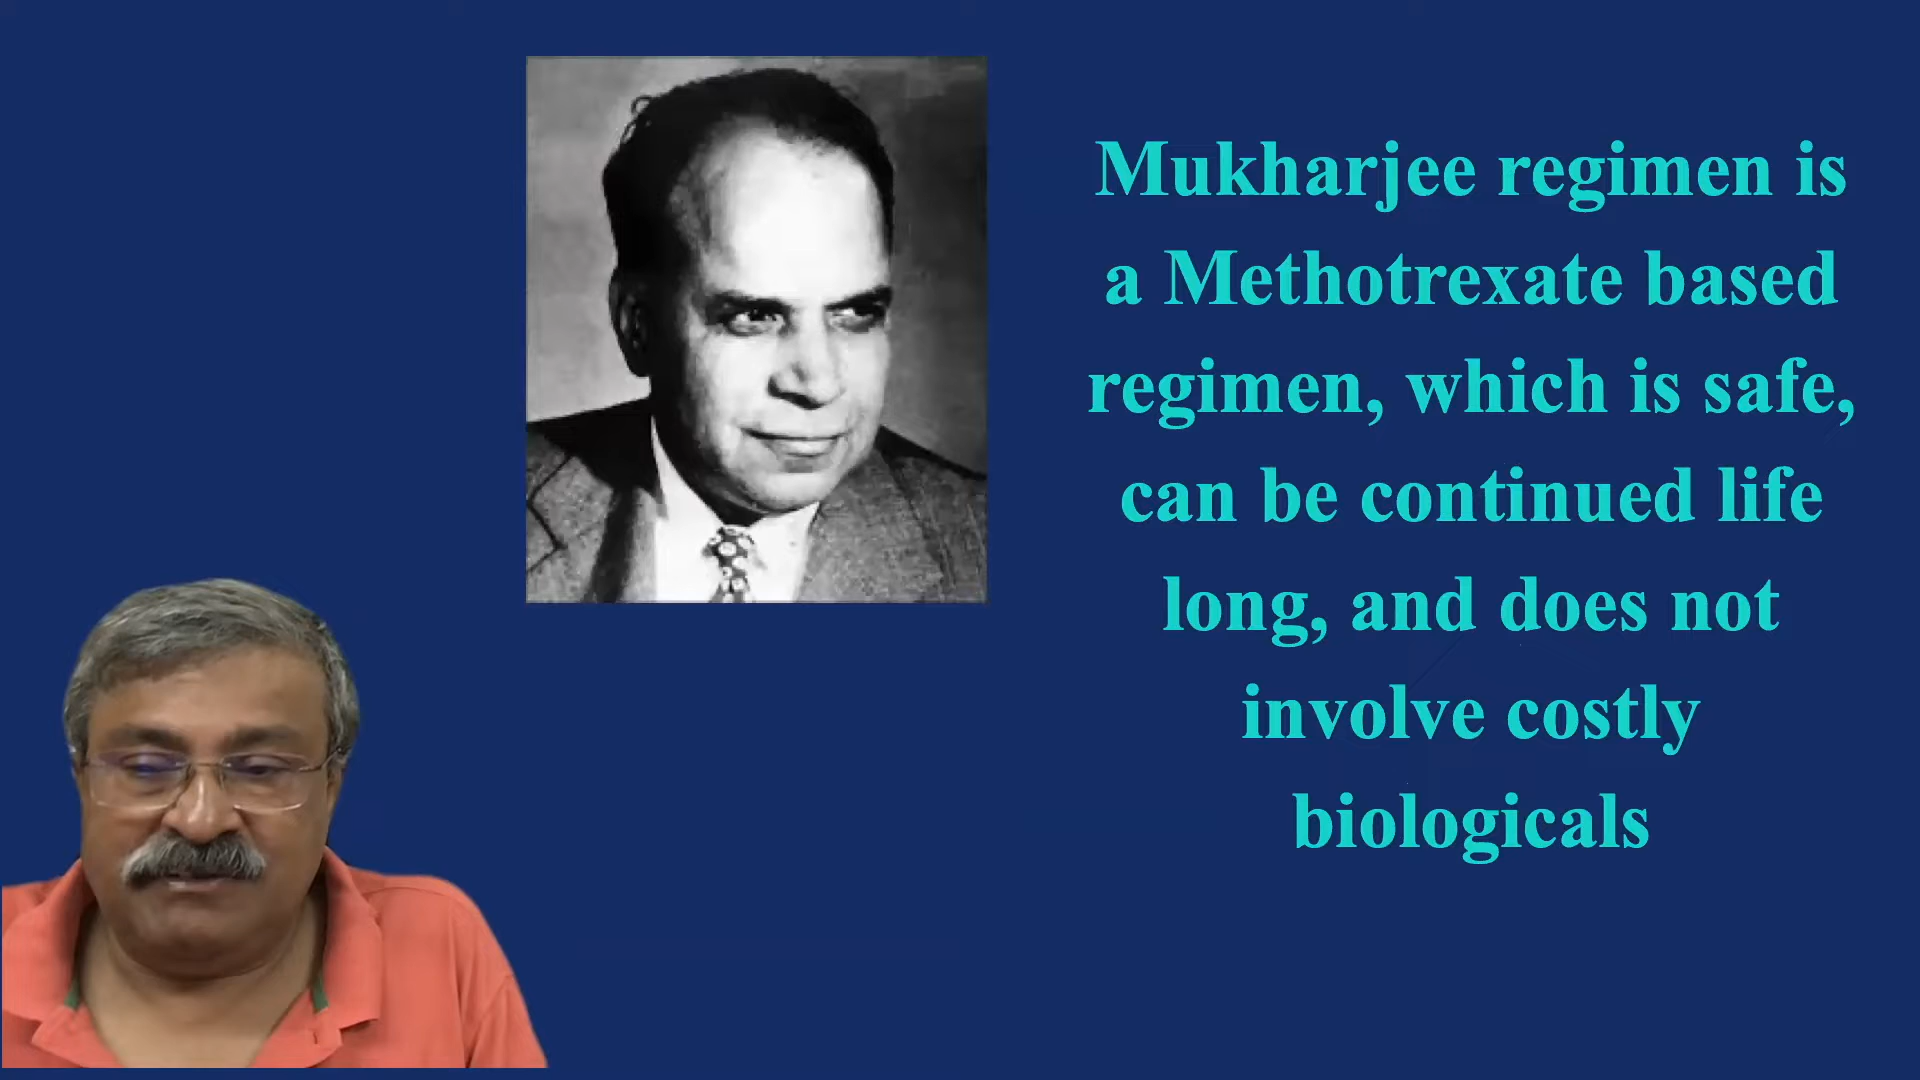 Mukharjee regimen is
a Methotrexate based
regimen, which is safe,
can be continued life
long, and does not
involve costly
biologicals